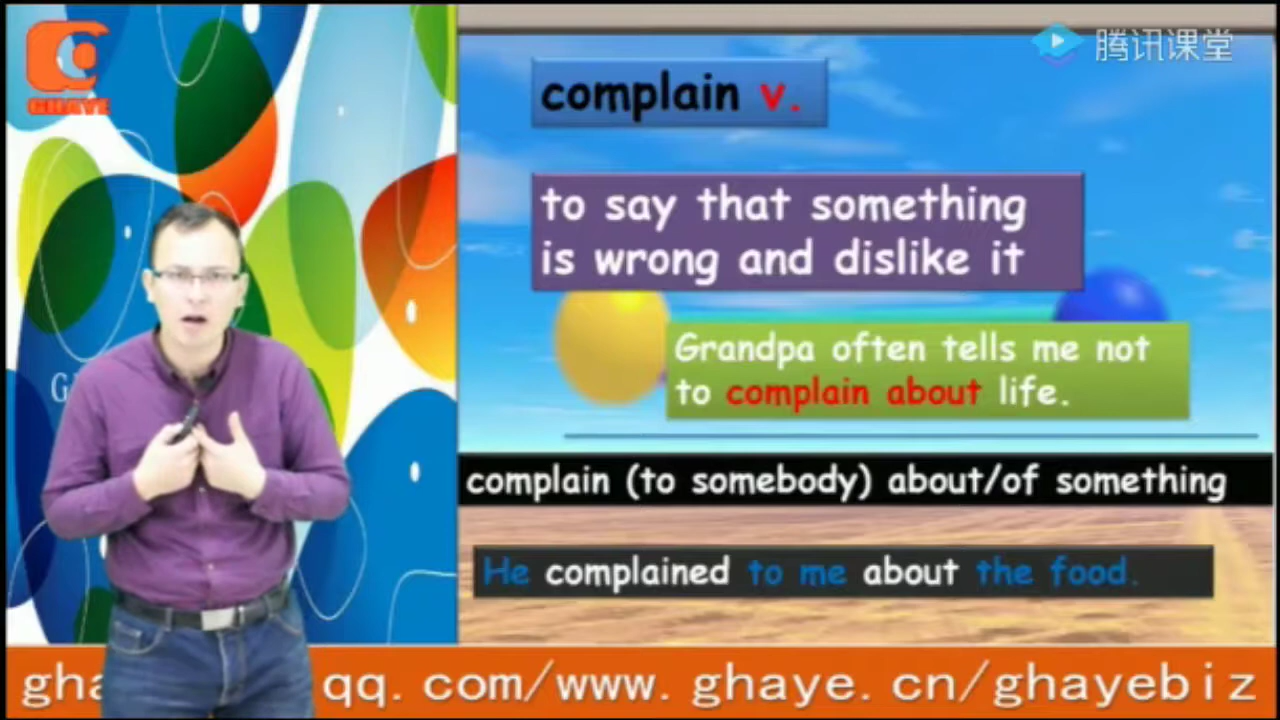 GHAYE
腾讯课堂
complain v.
to say that something
is wrong and dislike it
Grandpa often tells me not
to complain about life.
complain (to somebody) about/of something
He complained to me about the food.
qq.com/www.ghaye.cn/ghayebiz